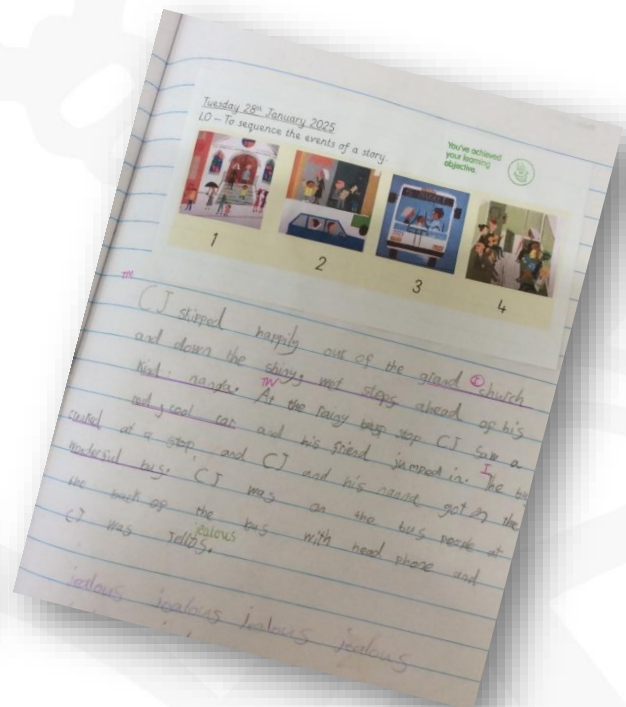 Tuesday 28th January 2025
LO – To sequence the events of a story.
You've achieved
your learning
objective.
1
2
3
4
TW
CJ skipped happily out of the grand church
and down the shiny, wet steps ahead of his
kind nanna. At the rainy bus stop CJ saw a
TW
red, cool car and his friend jumped in. The bus
I
at a stop and CJ and his nanna got on the
wonderful bus. CJ was on the bus people at
the back of the bus with head phone and
jealous
CJ was Jellos.
jealous jealous jealous jealous